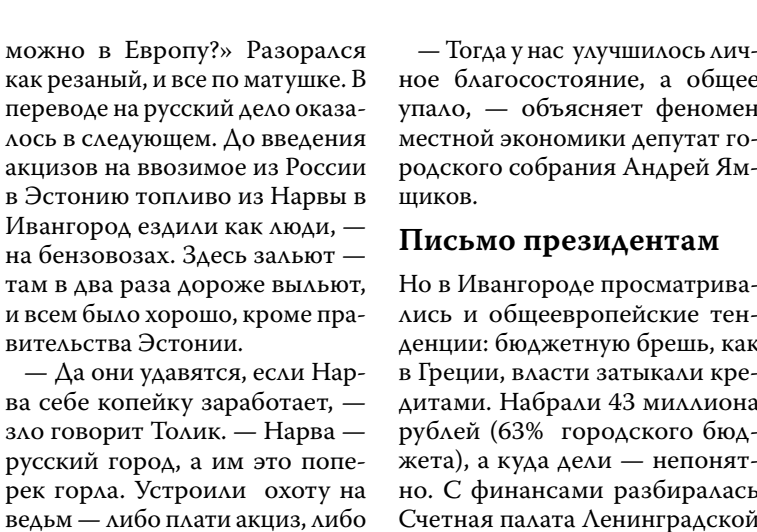 можно в Европу?» Разорался
как резаный, и все по матушке. В
переводе на русский дело оказа-
лось в следующем. До введения
акцизов на ввозимое из России
в Эстонию топливо из Нарвы в
Ивангород ездили как люди, —
на бензовозах. Здесь зальют —
там в два раза дороже выльют,
и всем было хорошо, кроме пра-
вительства Эстонии.
— Да они удавятся, если Нар-
ва себе копейку заработает, —
зло говорит Толик. — Нарва —
русский город, а им это попе-
рек горла. Устроили охоту на
ведьм — либо плати акциз, либо
— Тогда у нас улучшилось лич-
ное благосостояние, а общее
упало, — объясняет феномен
местной экономики депутат го-
родского собрания Андрей Ям-
щиков.
Письмо президентам
Но в Ивангороде просматрива-
лись и общеевропейские тен-
денции: бюджетную брешь, как
в Греции, власти затыкали кре-
дитами. Набрали 43 миллиона
рублей (63% городского бюд-
жета), а куда дели — непонят-
но. С финансами разбиралась
Счетная палата Ленинградской